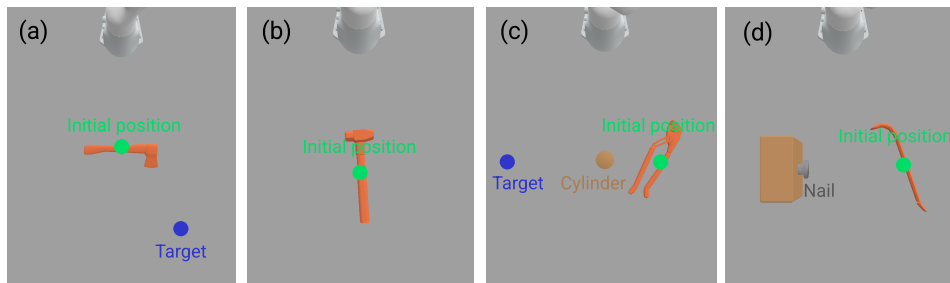 (a)
Initial position
Target
(b)
Initial position
(c)
Initial position
Target
Cylinder
(d)
Initial position
Nail